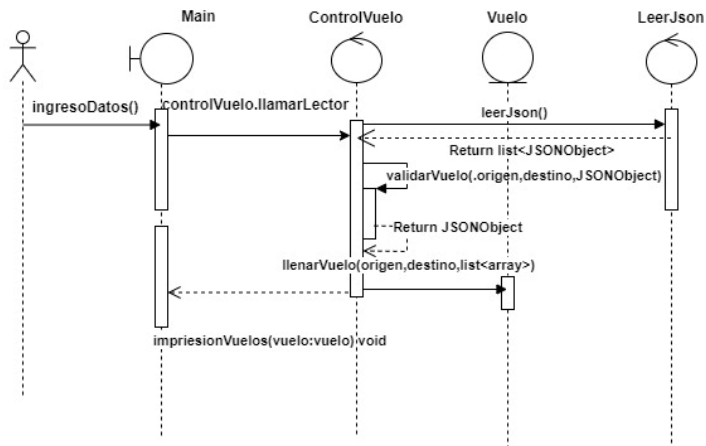 Main
ControlVuelo
Vuelo
LeerJson
ingresoDatos()
controlVuelo.llamarLector
leerJson()
Return list<JSONObject>
validarVuelo(.origen,destino,JSONObject)
Return JSONObject
llenarVuelo(origen,destino,list<array>)
impriesionVuelos(vuelo:vuelo):void